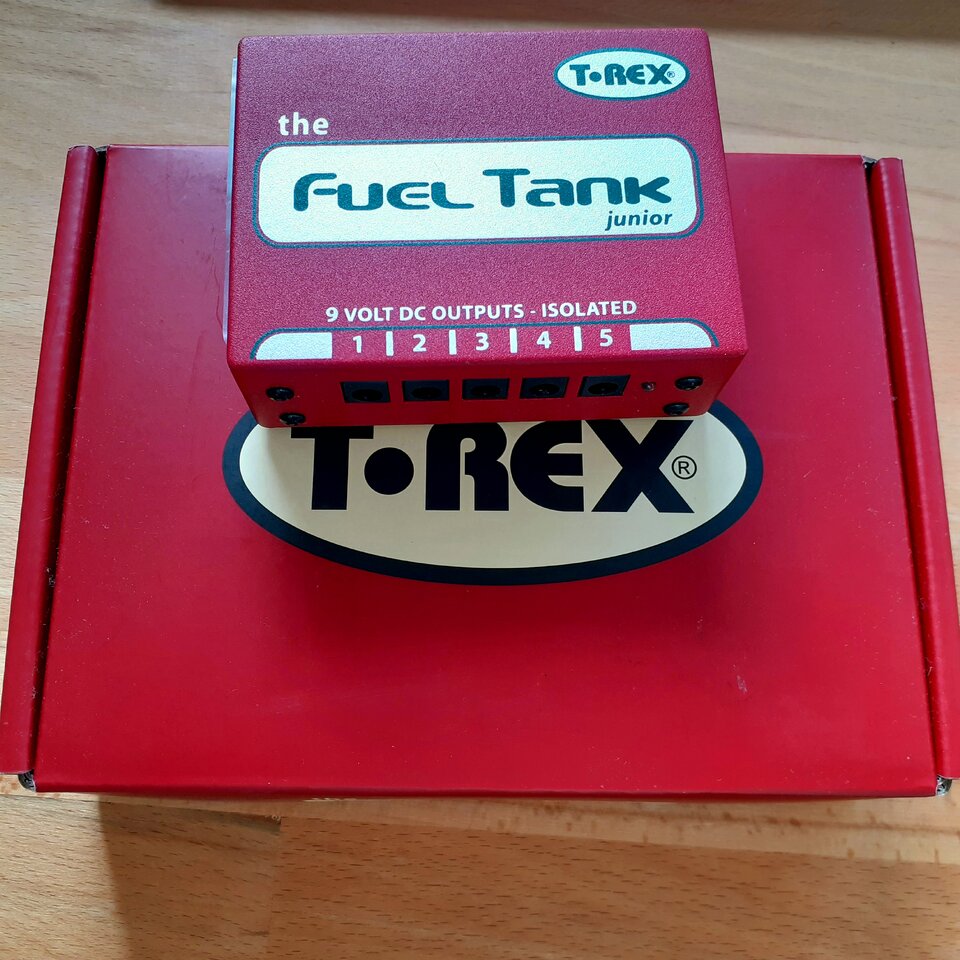 T•REX®
the
Fuel Tank
junior
9 VOLT DC OUTPUTS - ISOLATED
1 | 2 | 3 | 4 | 5
T•REX®